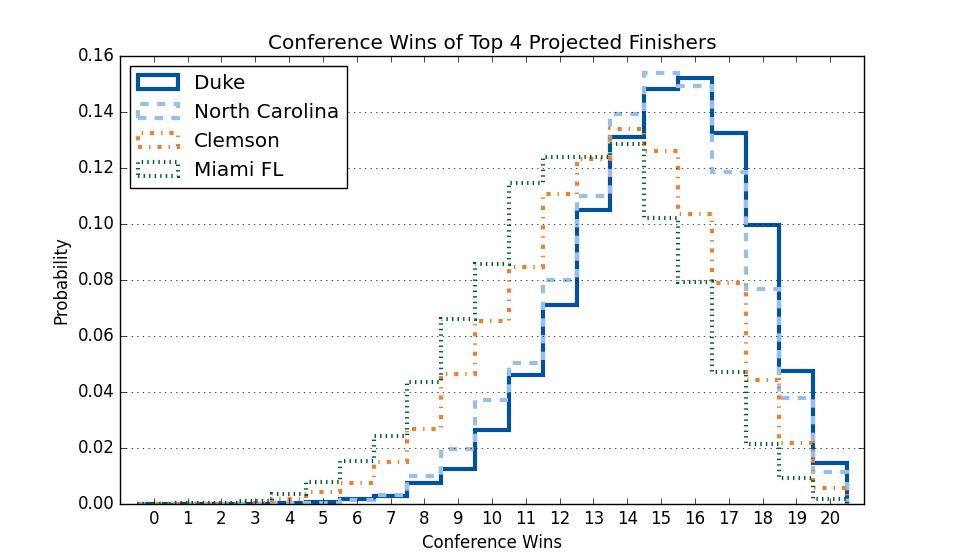 Conference Wins of Top 4 Projected Finishers
0.16
0.14
0.12
0.10
0.08
0.06
0.04
0.02
0.00
Probability
Duke
North Carolina
Clemson
Miami FL
0 1 2 3 4 5 6 7 8 9 10 11 12 13 14 15 16 17 18 19 20
Conference Wins